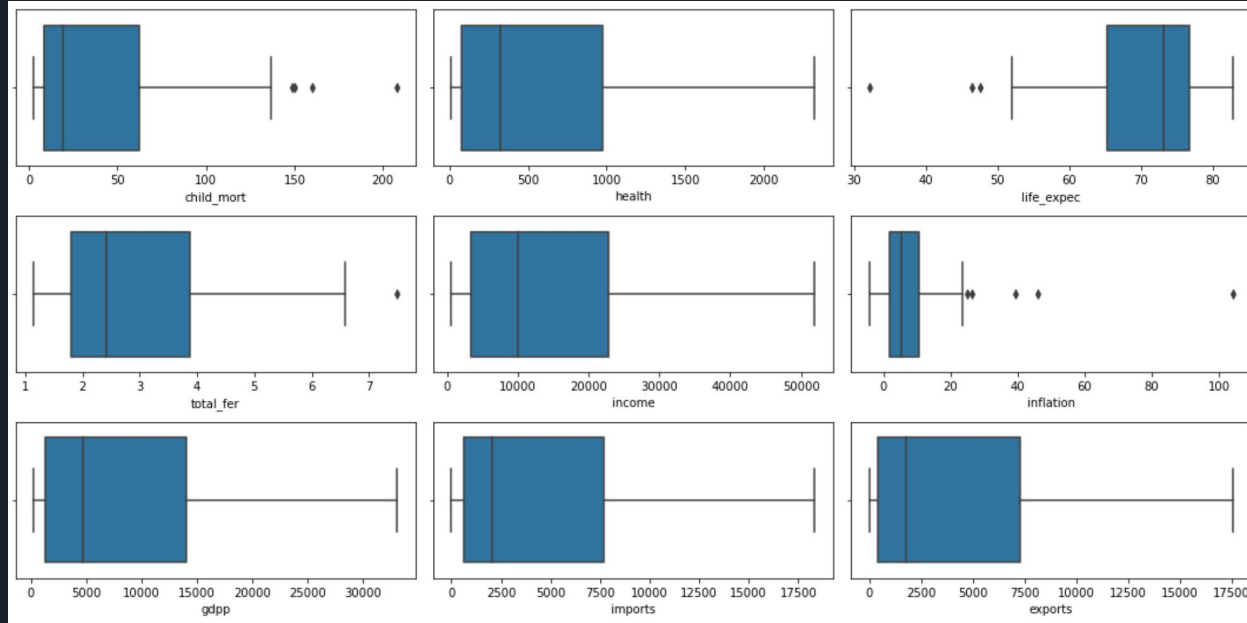 0 50 100 150 200
child_mort
0 500 1000 1500 2000
health
30 40 50 60 70 80
life_expec
1 2 3 4 5 6 7
total_fer
0 10000 20000 30000 40000 50000
income
0 20 40 60 80 100
inflation
0 5000 10000 15000 20000 25000 30000
gdpp
0 2500 5000 7500 10000 12500 15000 17500
imports
0 2500 5000 7500 10000 12500 15000 17500
exports